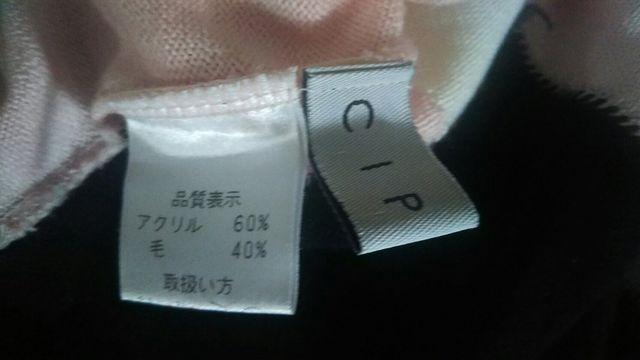 品質表示
アクリル 60%
毛 40%
取扱い方
CIP